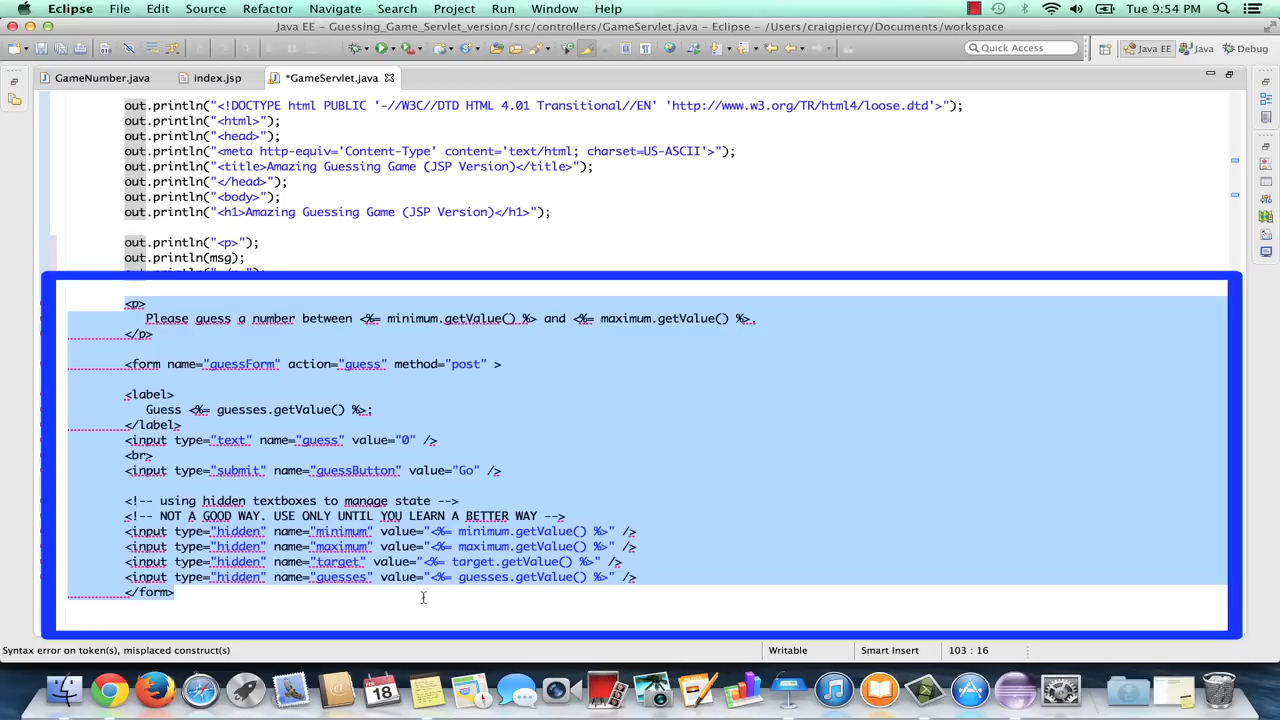 Eclipse File Edit Source Refactor Navigate Search Project Run Window Help Tue 9:54 PM
Java EE - Guessing_Game_Servlet_version/src/controllers/GameServlet.java - Eclipse - /Users/craigpiercy/Documents/workspace
Quick Access Java EE Java Debug
GameNumber.java index.jsp *GameServlet.java
out.println("<!DOCTYPE html PUBLIC '-//W3C//DTD HTML 4.01 Transitional//EN' 'http://www.w3.org/TR/html4/loose.dtd'>");
out.println("<html>");
out.println("<head>");
out.println("<meta http-equiv='Content-Type' content='text/html; charset=US-ASCII'>");
out.println("<title>Amazing Guessing Game (JSP Version)</title>");
out.println("</head>");
out.println("<body>");
out.println("<h1>Amazing Guessing Game (JSP Version)</h1>");
out.println("<p>");
out.println(msg);
<p>
Please guess a number between <%= minimum.getValue() %> and <%= maximum.getValue() %>.
</p>
<form name="guessForm" action="guess" method="post" >
<label>
Guess <%= guesses.getValue() %>:
</label>
<input type="text" name="guess" value="0" />
<br>
<input type="submit" name="guessButton" value="Go" />
<!-- using hidden textboxes to manage state -->
<!-- NOT A GOOD WAY. USE ONLY UNTIL YOU LEARN A BETTER WAY -->
<input type="hidden" name="minimum" value="<%= minimum.getValue() %>" />
<input type="hidden" name="maximum" value="<%= maximum.getValue() %>" />
<input type="hidden" name="target" value="<%= target.getValue() %>" />
<input type="hidden" name="guesses" value="<%= guesses.getValue() %>" />
</form>
Syntax error on token(s), misplaced construct(s) Writable Smart Insert 103 : 16
FEB
18